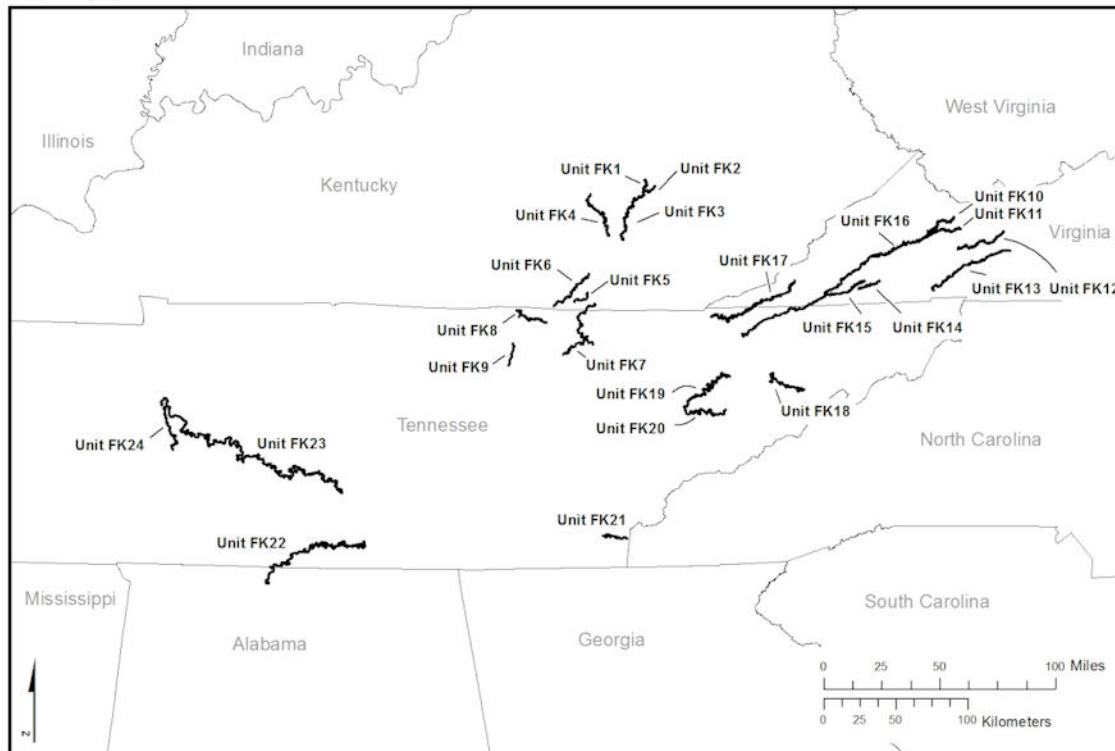 Indiana
West Virginia
Illinois
Unit FK1
Unit FK2
Kentucky
Unit FK10
Unit FK4
Unit FK3
Unit FK11
Unit FK16
Virginia
Unit FK17
Unit FK6
Unit FK5
Unit FK13
Unit FK12
Unit FK8
Unit FK15
Unit FK14
Unit FK9
Unit FK7
Unit FK19
Unit FK18
Tennessee
Unit FK20
Unit FK24
Unit FK23
North Carolina
Unit FK21
Unit FK22
Mississippi
South Carolina
Alabama
Georgia
0 25 50 100 Miles
0 25 50 100 Kilometers
N